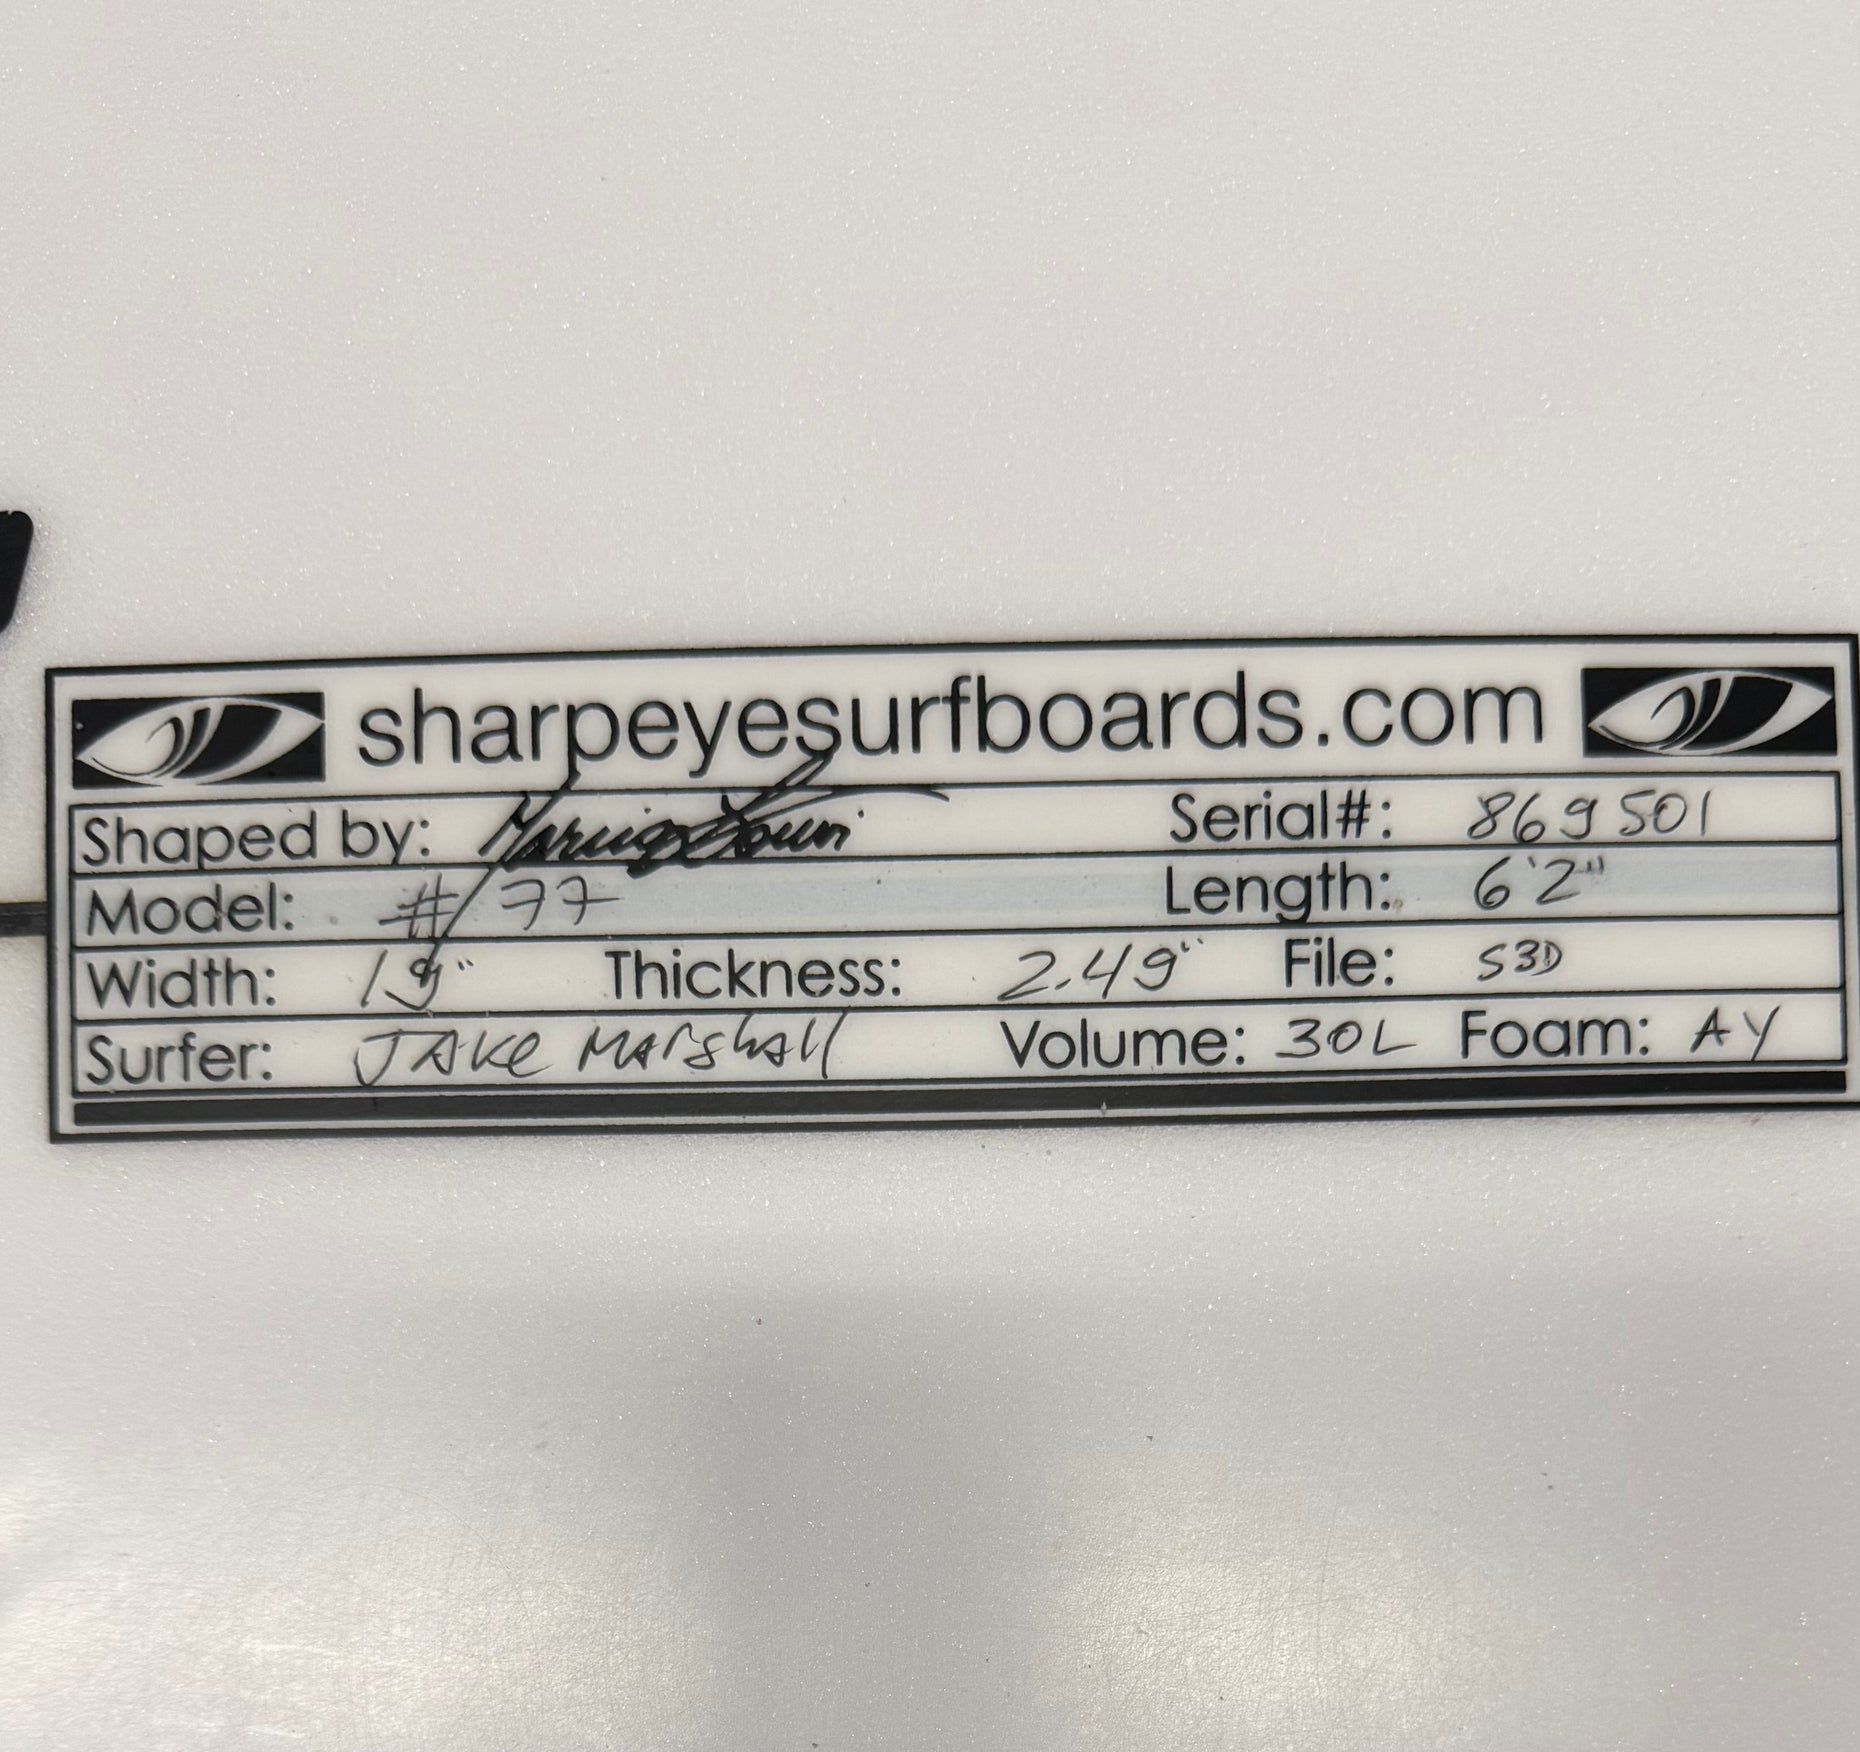 sharpeyesurfboards.com
Shaped by: Serial#: 869501
Model: #77 Length: 6'2"
Width: 19" Thickness: 2.49" File: S3D
Surfer: JAKE MARShAll Volume: 30L Foam: AY